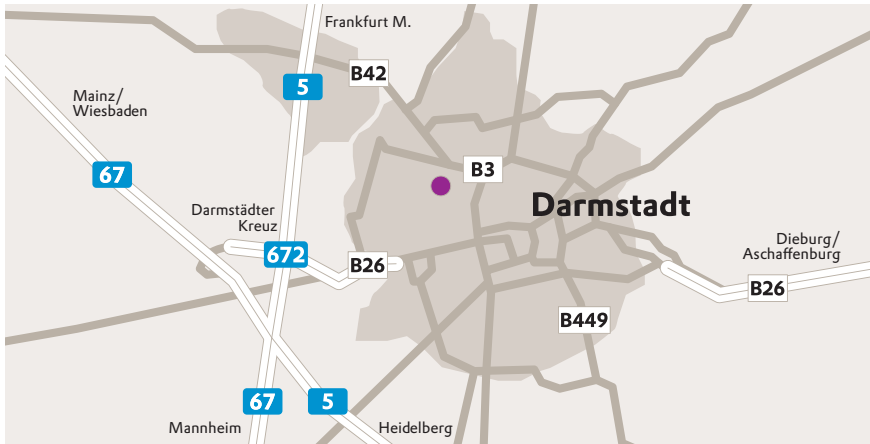 Frankfurt M.
B42
5
Mainz/
Wiesbaden
67
B3
Darmstadt
Darmstädter
Kreuz
672
B26
Dieburg/
Aschaffenburg
B26
B449
67
5
Mannheim
Heidelberg